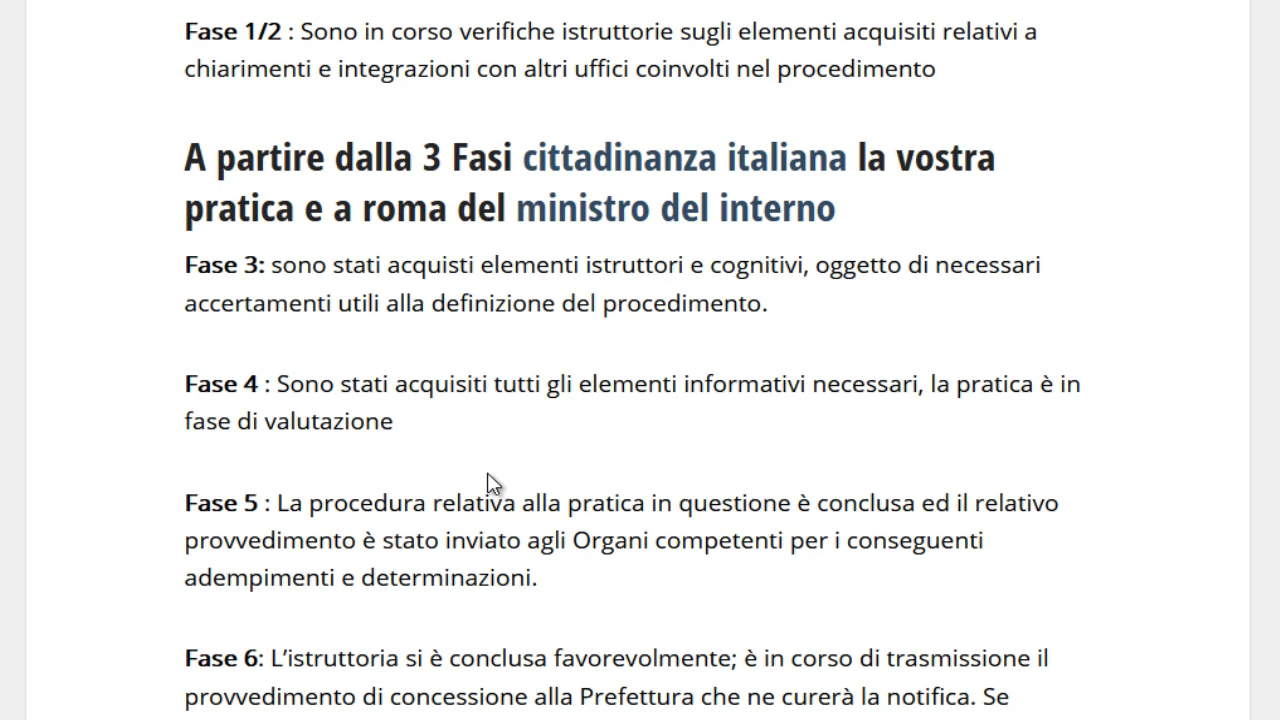 Fase 1/2 : Sono in corso verifiche istruttorie sugli elementi acquisiti relativi a
chiarimenti e integrazioni con altri uffici coinvolti nel procedimento
A partire dalla 3 Fasi cittadinanza italiana la vostra
pratica e a roma del ministro del interno
Fase 3: sono stati acquisti elementi istruttori e cognitivi, oggetto di necessari
accertamenti utili alla definizione del procedimento.
Fase 4 : Sono stati acquisiti tutti gli elementi informativi necessari, la pratica è in
fase di valutazione
Fase 5 : La procedura relativa alla pratica in questione è conclusa ed il relativo
provvedimento è stato inviato agli Organi competenti per i conseguenti
adempimenti e determinazioni.
Fase 6: L’istruttoria si è conclusa favorevolmente; è in corso di trasmissione il
provvedimento di concessione alla Prefettura che ne curerà la notifica. Se